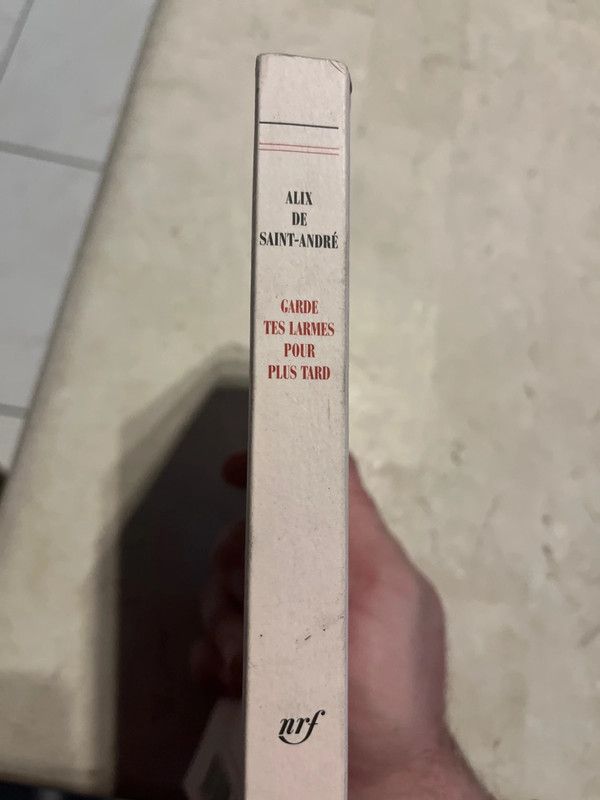 ALIX
DE
SAINT-ANDRÉ
GARDE
TES LARMES
POUR
PLUS TARD
nrf